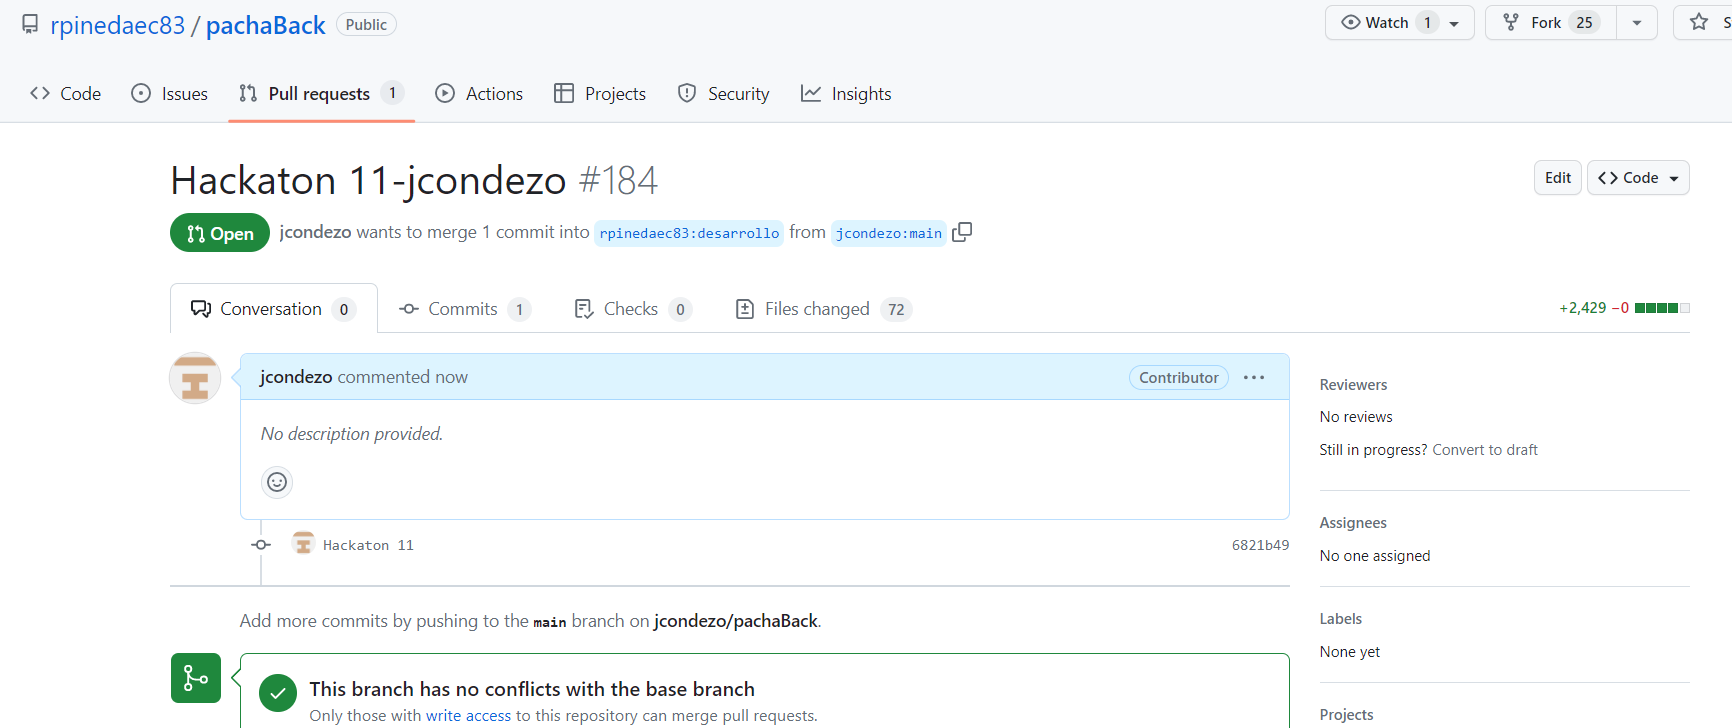 rpinedaec83 / pachaBack Public
Watch 1 Fork 25
Code Issues Pull requests 1 Actions Projects Security Insights
Hackaton 11-jcondezo #184
Edit Code
Open jcondezo wants to merge 1 commit into rpinedaec83:desarrollo from jcondezo:main
Conversation 0 Commits 1 Checks 0 Files changed 72 +2,429 −0
jcondezo commented now Contributor
No description provided.
Hackaton 11 6821b49
Add more commits by pushing to the main branch on jcondezo/pachaBack.
This branch has no conflicts with the base branch
Only those with write access to this repository can merge pull requests.
Reviewers
No reviews
Still in progress? Convert to draft
Assignees
No one assigned
Labels
None yet
Projects